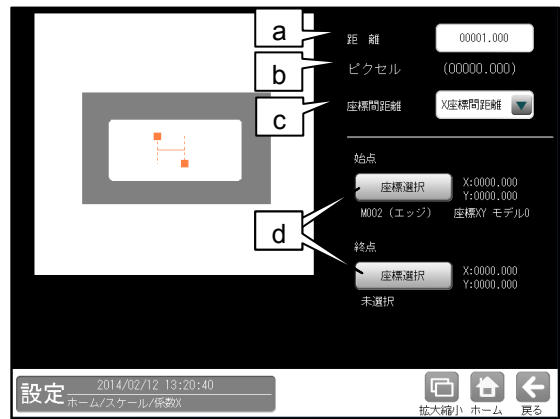 a
距 離
00001.000
b
ピクセル
(00000.000)
c
座標間距離
X座標間距離
始点
座標選択
X:0000.000
Y:0000.000
M002 (エッジ)
座標XY モデル0
d
終点
座標選択
X:0000.000
Y:0000.000
未選択
設定
2014/02/12 13:20:40
ホーム/スケール/係数X
拡大縮小
ホーム
戻る